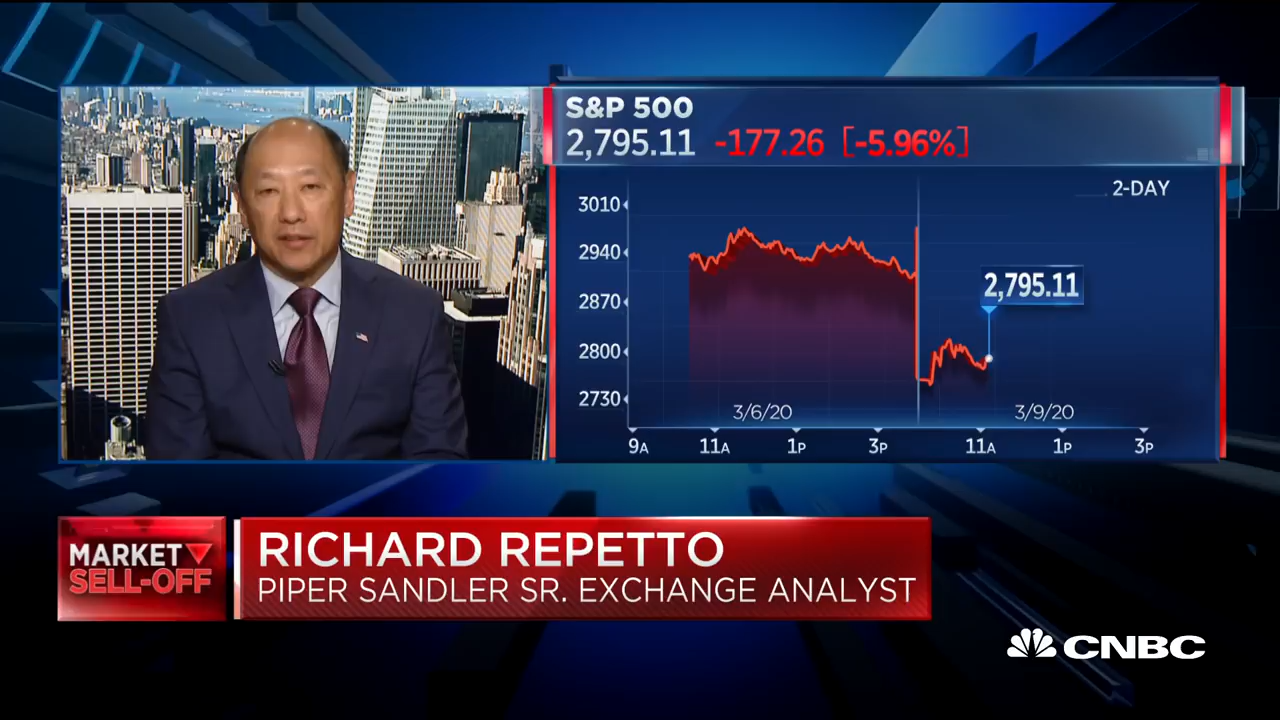 S&P 500
2,795.11 -177.26 [-5.96%]
2-DAY
3010
2940
2870
2800
2730
2,795.11
3/6/20 3/9/20
9A 11A 1P 3P 11A 1P 3P
MARKET
SELL-OFF
RICHARD REPETTO
PIPER SANDLER SR. EXCHANGE ANALYST
CNBC